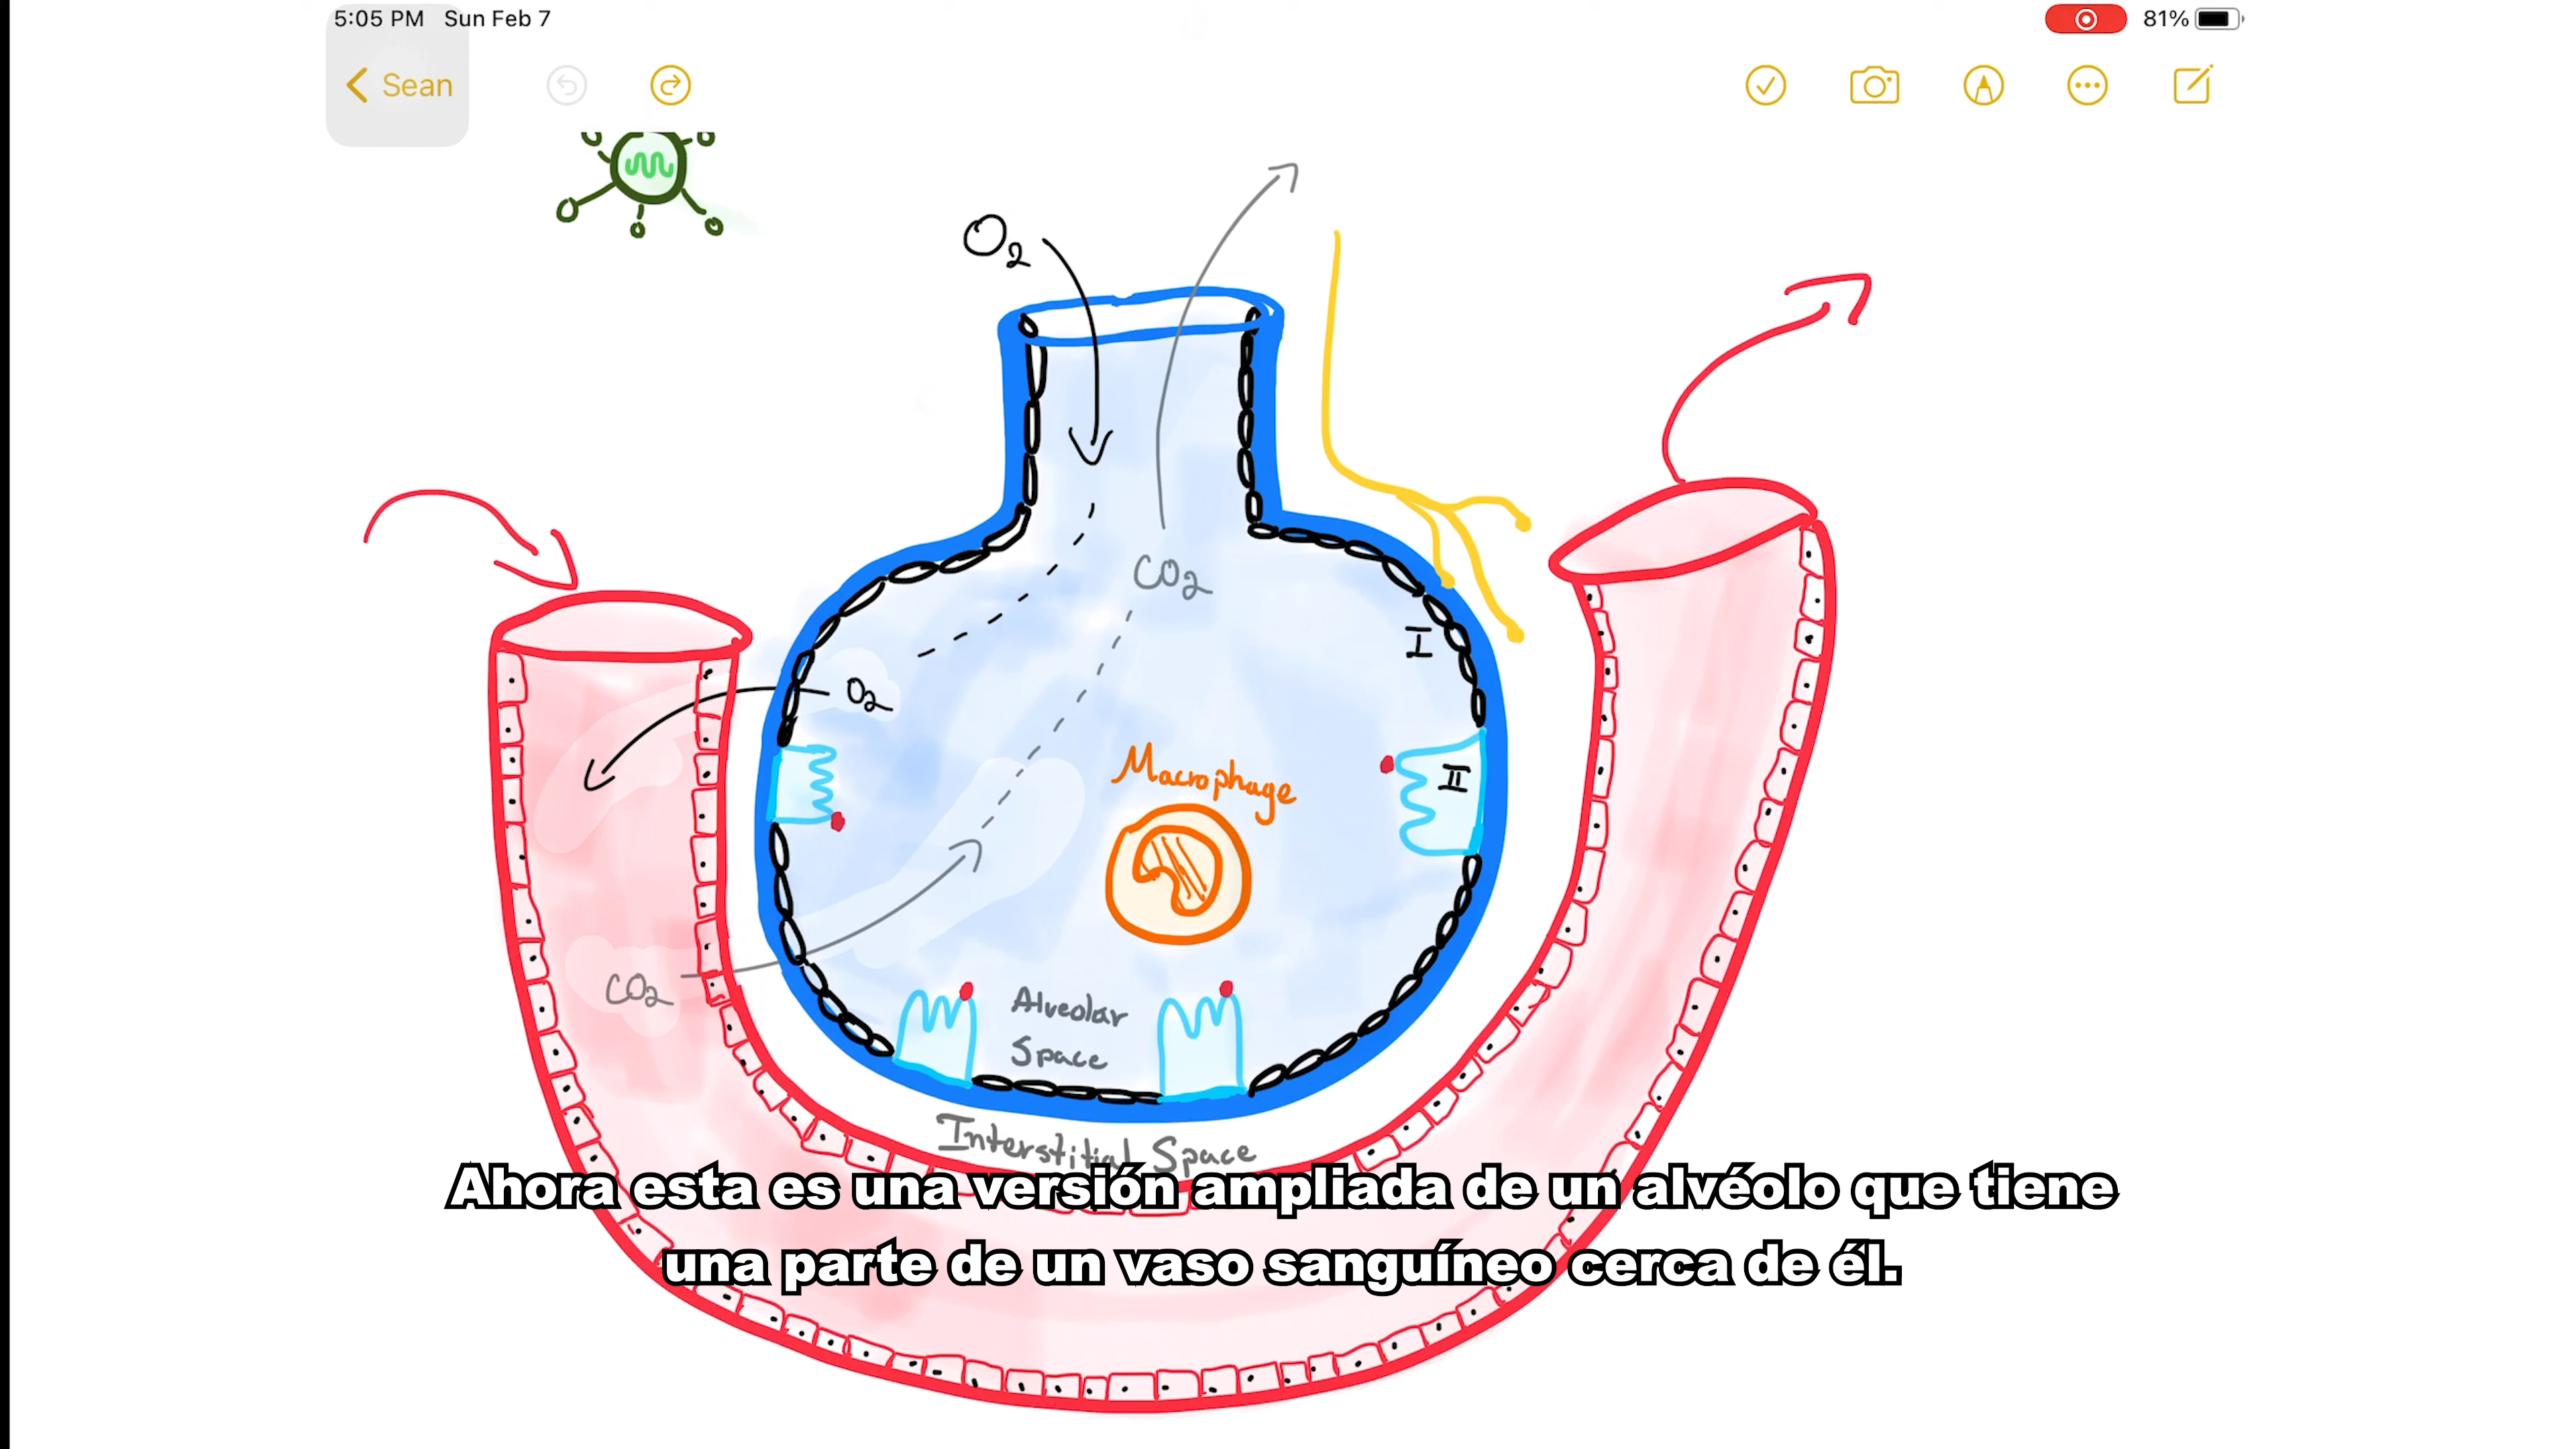 5:05 PM Sun Feb 7
81%
Sean
O₂
CO₂
I
O₂
Macrophage
II
CO₂
Alveolar
Space
Interstitial Space
Ahora esta es una versión ampliada de un alvéolo que tiene
una parte de un vaso sanguíneo cerca de él.